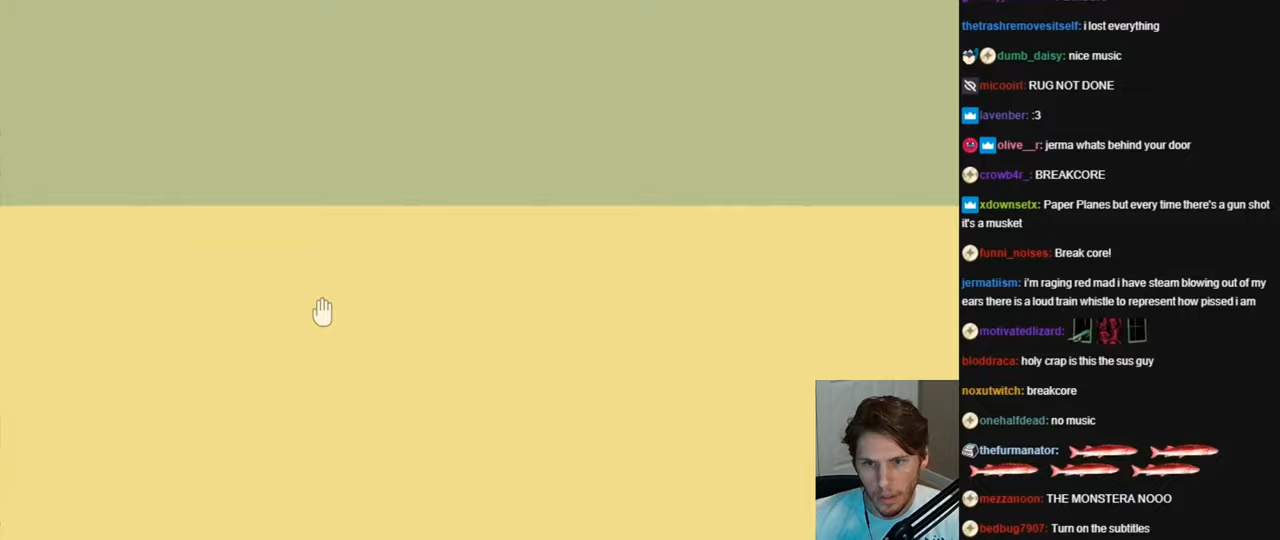 thetrashremovesitself: i lost everything
dumb_daisy: nice music
micooirl: RUG NOT DONE
lavenber: :3
olive__r: jerma whats behind your door
crowb4r_: BREAKCORE
xdownsetx: Paper Planes but every time there's a gun shot
it's a musket
funni_noises: Break core!
jermatiism: i'm raging red mad i have steam blowing out of my
ears there is a loud train whistle to represent how pissed i am
motivatedlizard:
bloddraca: holy crap is this the sus guy
noxutwitch: breakcore
onehalfdead: no music
thefurmanator:
mezzanoon: THE MONSTERA NOOO
bedbug7907: Turn on the subtitles